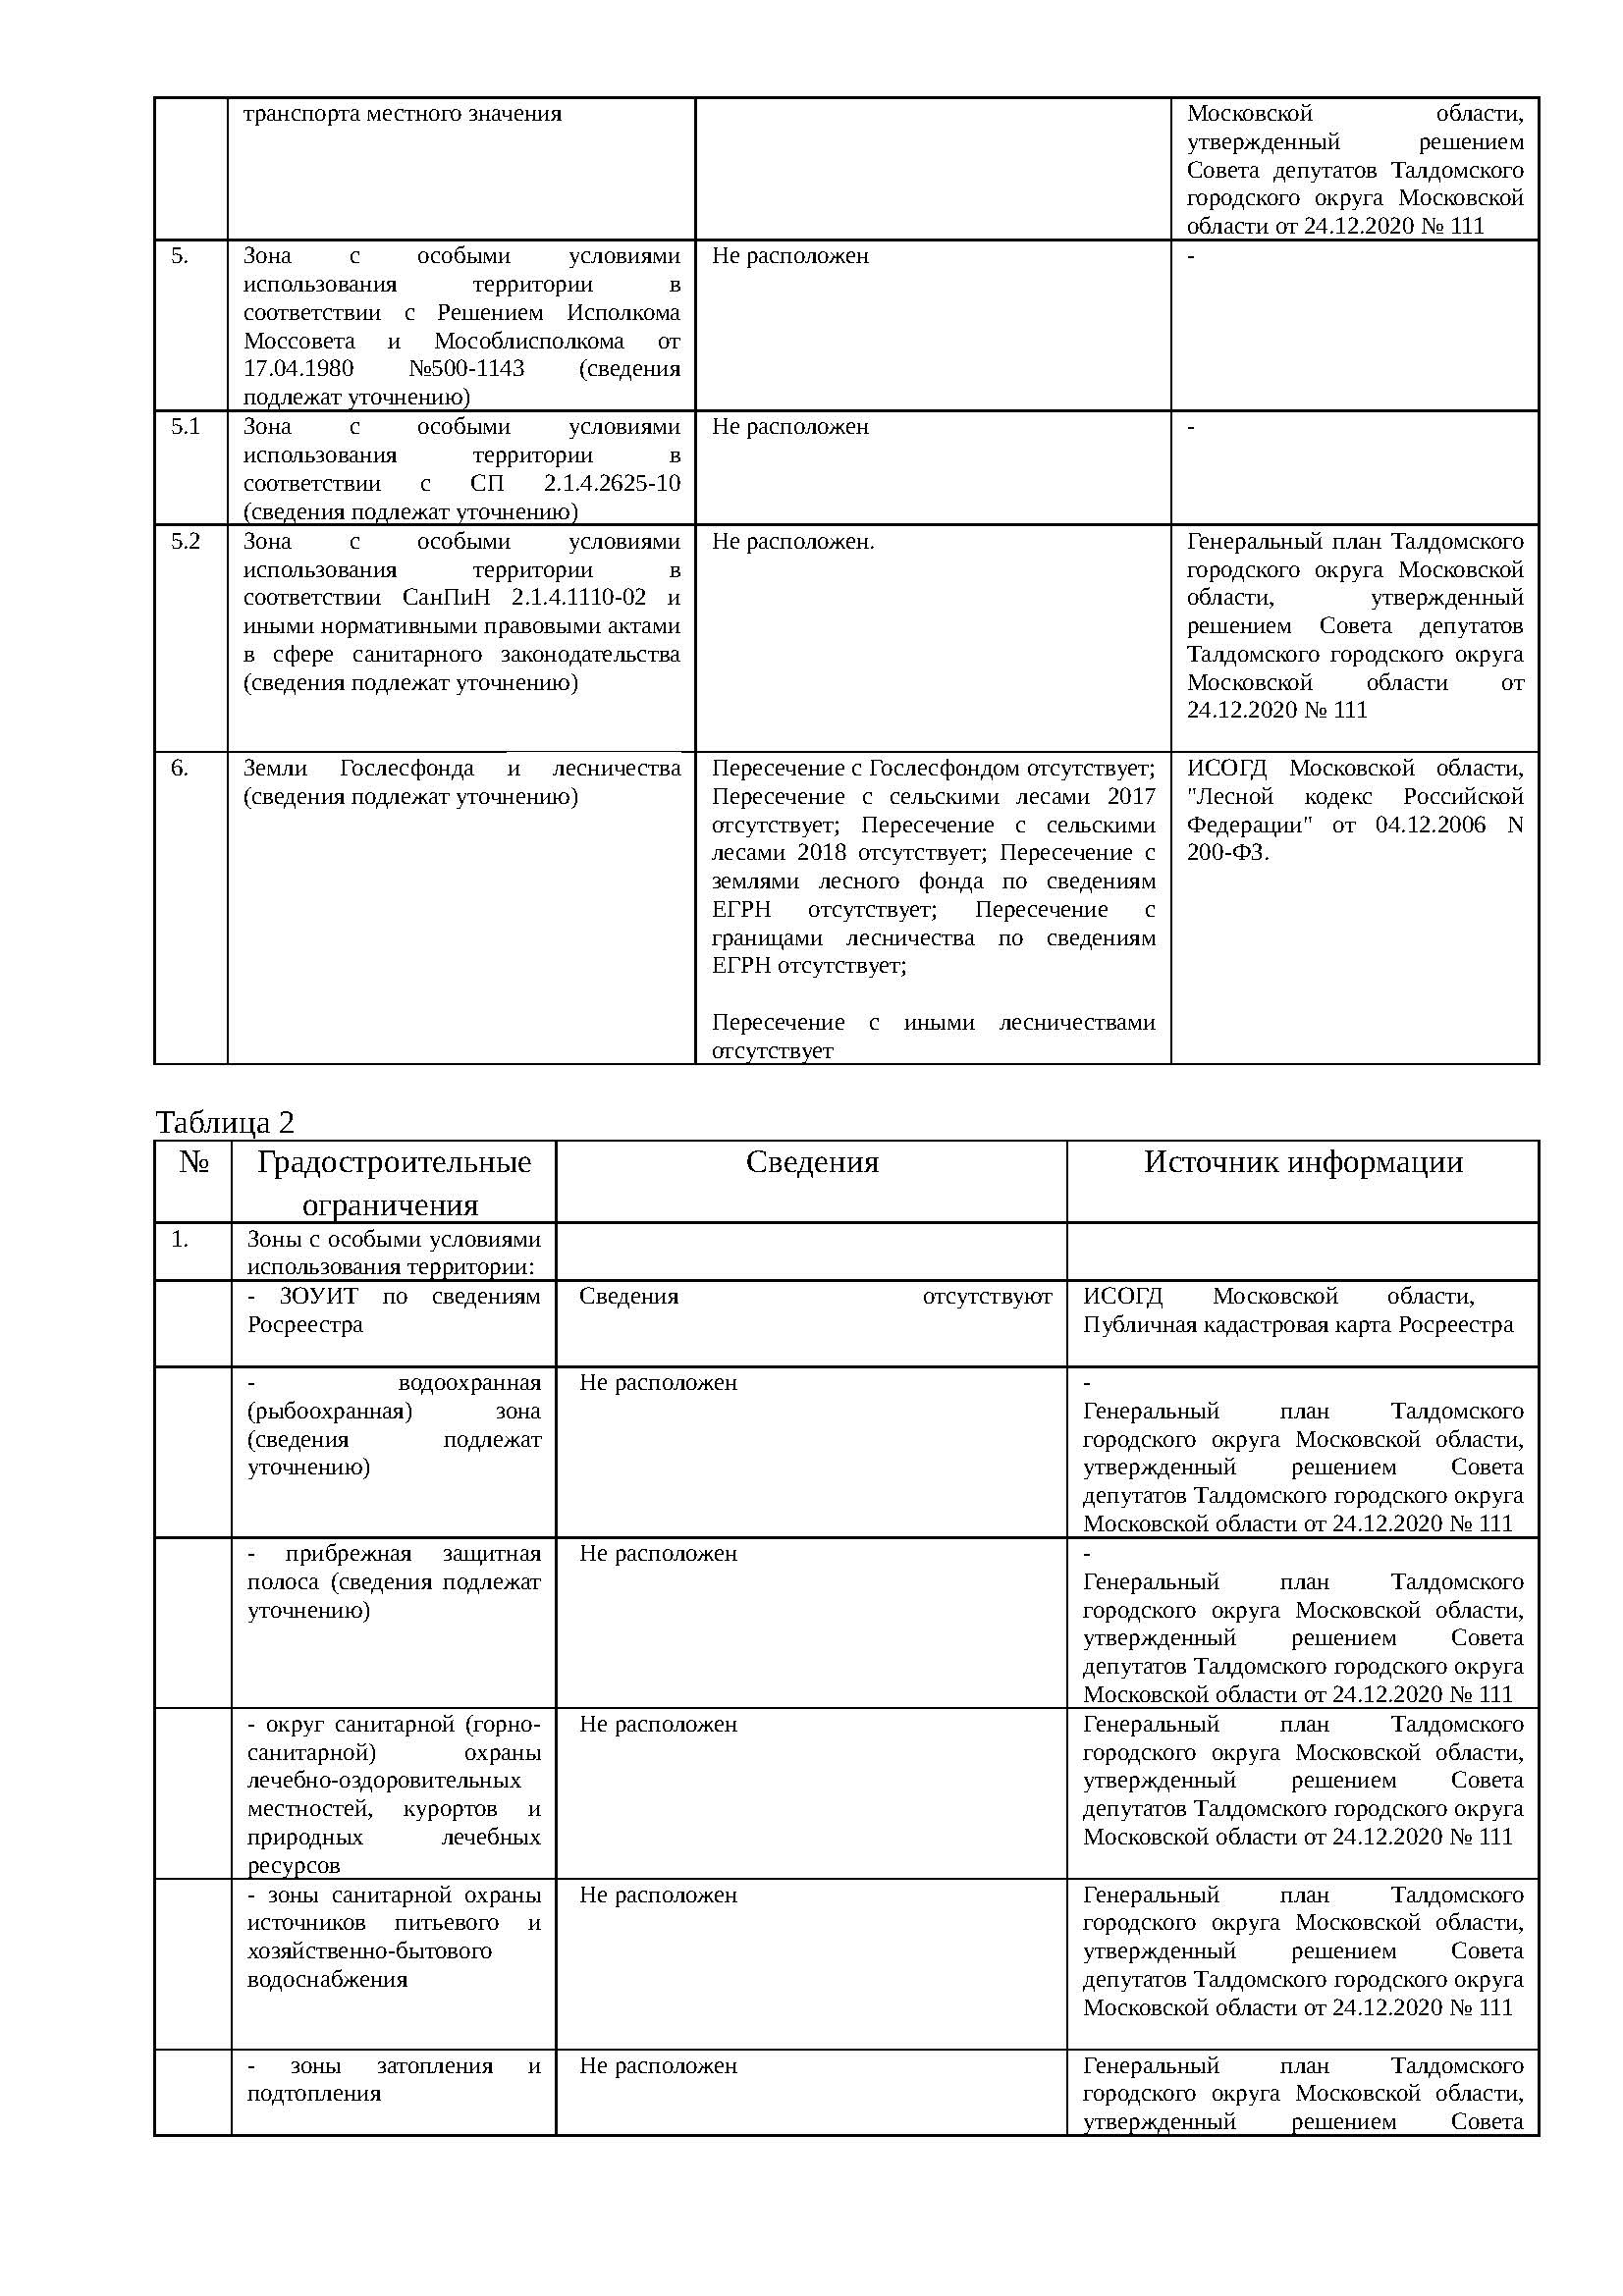 транспорта местного значения
Московской области,
утвержденный решением
Совета депутатов Талдомского
городского округа Московской
области от 24.12.2020 № 111
5.
Зона с особыми условиями
использования территории в
соответствии с Решением Исполкома
Моссовета и Мособлисполкома от
17.04.1980 №500-1143 (сведения
подлежат уточнению)
Не расположен
-
5.1
Зона с особыми условиями
использования территории в
соответствии с СП 2.1.4.2625-10
(сведения подлежат уточнению)
Не расположен
-
5.2
Зона с особыми условиями
использования территории в
соответствии СанПиН 2.1.4.1110-02 и
иными нормативными правовыми актами
в сфере санитарного законодательства
(сведения подлежат уточнению)
Не расположен.
Генеральный план Талдомского
городского округа Московской
области, утвержденный
решением Совета депутатов
Талдомского городского округа
Московской области от
24.12.2020 № 111
6.
Земли Гослесфонда и лесничества
(сведения подлежат уточнению)
Пересечение с Гослесфондом отсутствует;
Пересечение с сельскими лесами 2017
отсутствует; Пересечение с сельскими
лесами 2018 отсутствует; Пересечение с
землями лесного фонда по сведениям
ЕГРН отсутствует; Пересечение с
границами лесничества по сведениям
ЕГРН отсутствует;
Пересечение с иными лесничествами
отсутствует
ИСОГД Московской области,
"Лесной кодекс Российской
Федерации" от 04.12.2006 N
200-ФЗ.
Таблица 2
№
Градостроительные
ограничения
Сведения
Источник информации
1.
Зоны с особыми условиями
использования территории:
- ЗОУИТ по сведениям
Росреестра
Сведения отсутствуют
ИСОГД Московской области,
Публичная кадастровая карта Росреестра
- водоохранная
(рыбоохранная) зона
(сведения подлежат
уточнению)
Не расположен
-
Генеральный план Талдомского
городского округа Московской области,
утвержденный решением Совета
депутатов Талдомского городского округа
Московской области от 24.12.2020 № 111
- прибрежная защитная
полоса (сведения подлежат
уточнению)
Не расположен
-
Генеральный план Талдомского
городского округа Московской области,
утвержденный решением Совета
депутатов Талдомского городского округа
Московской области от 24.12.2020 № 111
- округ санитарной (горно-
санитарной) охраны
лечебно-оздоровительных
местностей, курортов и
природных лечебных
ресурсов
Не расположен
Генеральный план Талдомского
городского округа Московской области,
утвержденный решением Совета
депутатов Талдомского городского округа
Московской области от 24.12.2020 № 111
- зоны санитарной охраны
источников питьевого и
хозяйственно-бытового
водоснабжения
Не расположен
Генеральный план Талдомского
городского округа Московской области,
утвержденный решением Совета
депутатов Талдомского городского округа
Московской области от 24.12.2020 № 111
- зоны затопления и
подтопления
Не расположен
Генеральный план Талдомского
городского округа Московской области,
утвержденный решением Совета